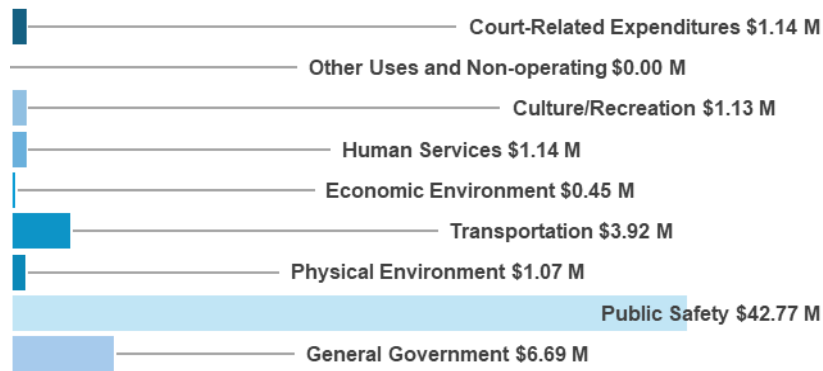 Court-Related Expenditures $1.14 M
Other Uses and Non-operating $0.00 M
Culture/Recreation $1.13 M
Human Services $1.14 M
Economic Environment $0.45 M
Transportation $3.92 M
Physical Environment $1.07 M
Public Safety $42.77 M
General Government $6.69 M